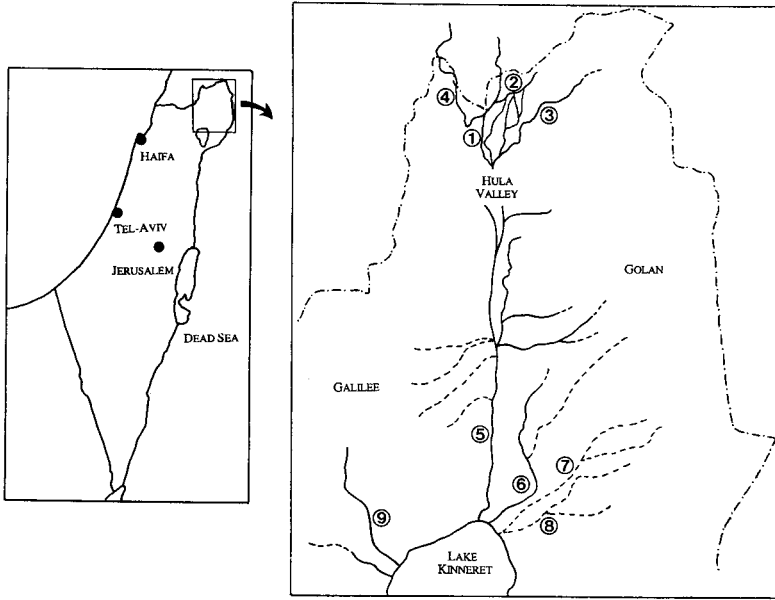 HAIFA
TEL-AVIV
JERUSALEM
DEAD SEA
④
②
③
①
HULA
VALLEY
GOLAN
GALILEE
⑤
⑦
⑥
⑨
⑧
LAKE
KINNERET